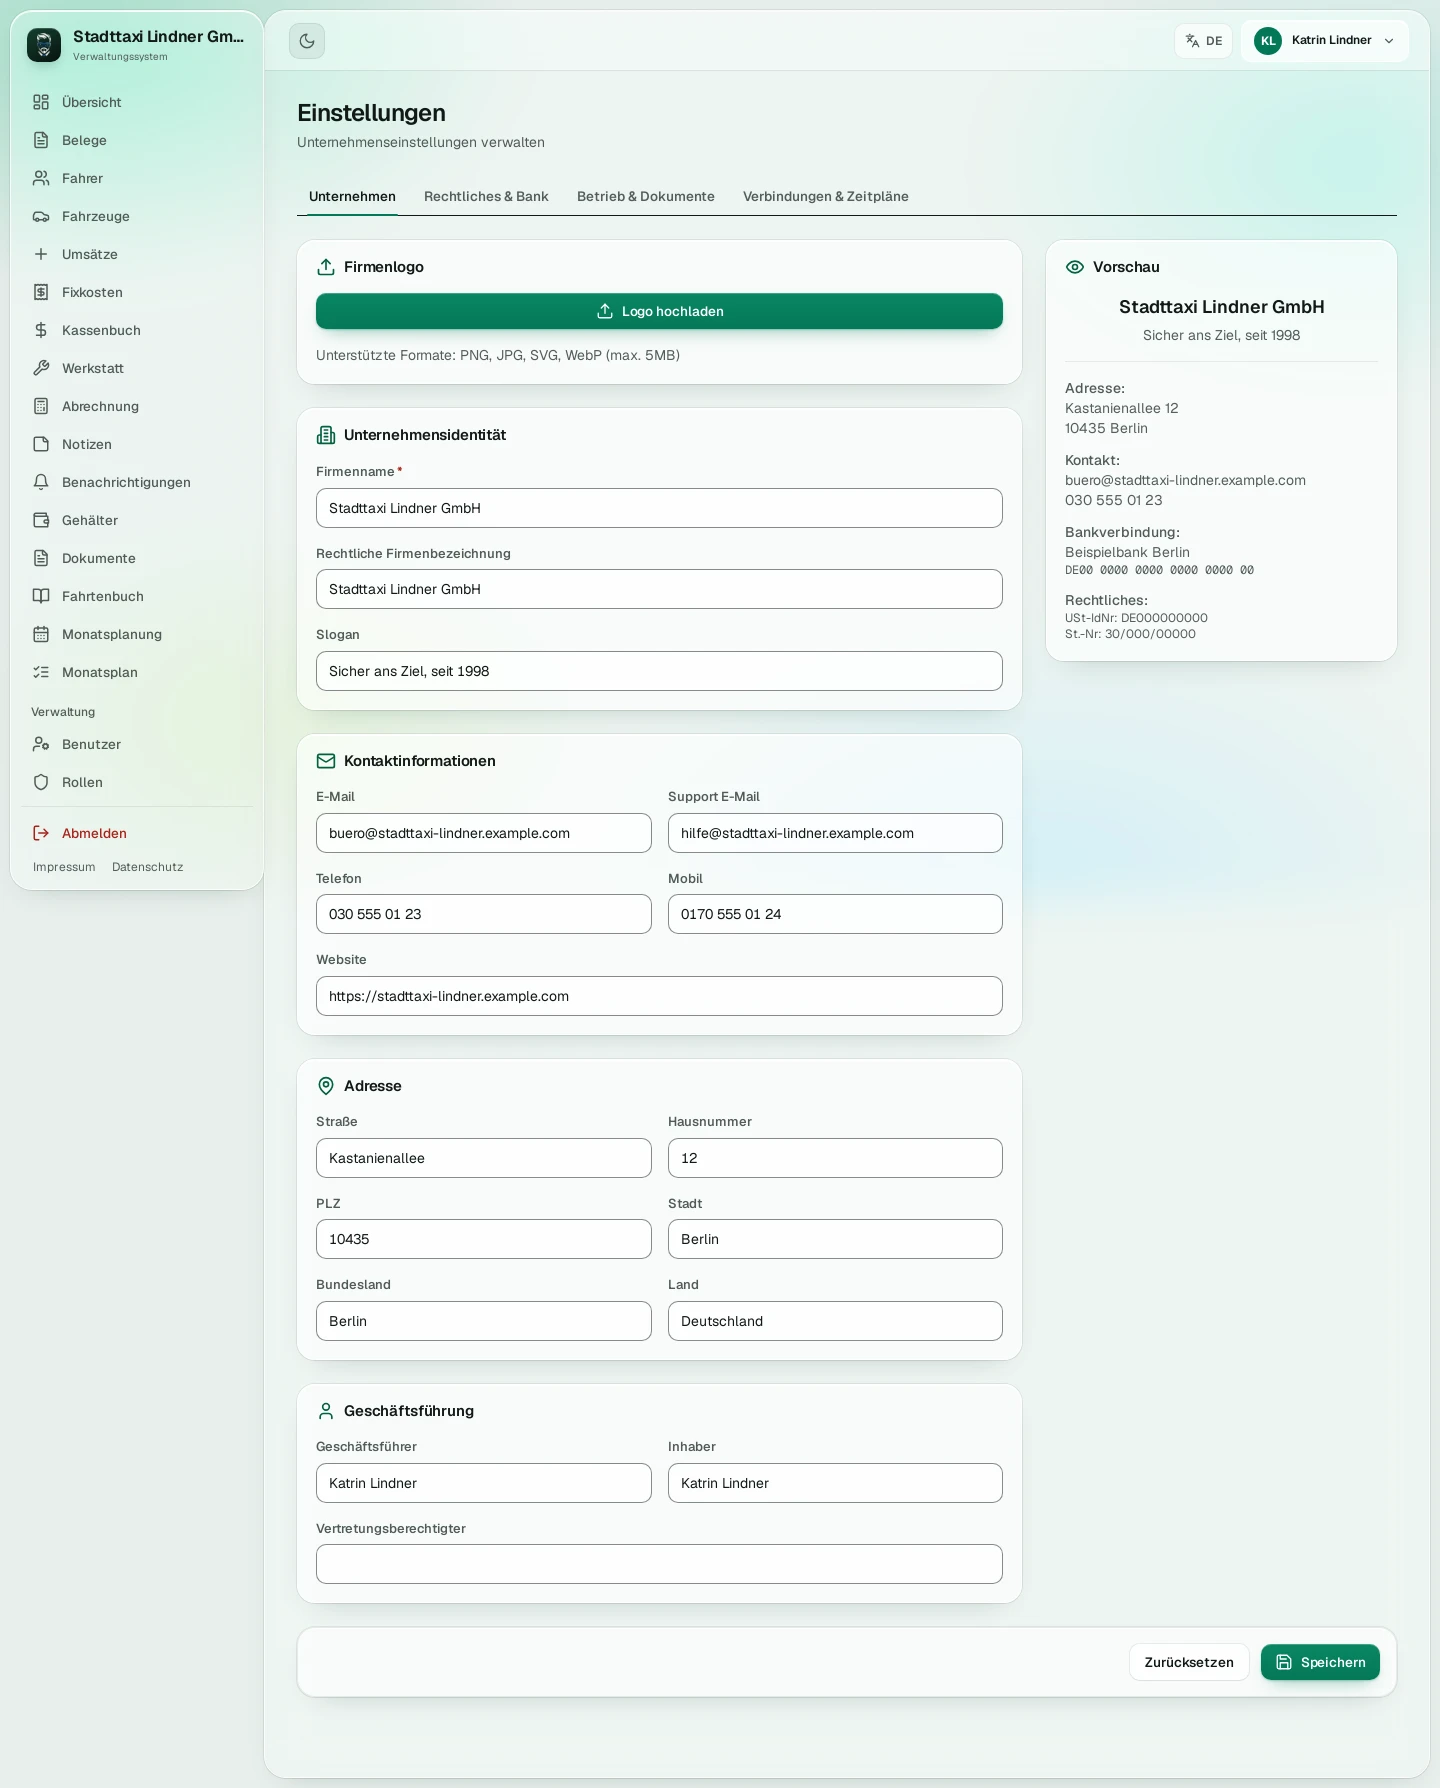 Stadttaxi Lindner Gm...
Verwaltungssystem
Übersicht
Belege
Fahrer
Fahrzeuge
Umsätze
Fixkosten
Kassenbuch
Werkstatt
Abrechnung
Notizen
Benachrichtigungen
Gehälter
Dokumente
Fahrtenbuch
Monatsplanung
Monatsplan
Verwaltung
Benutzer
Rollen
Abmelden
Impressum Datenschutz
DE
KL Katrin Lindner
Einstellungen
Unternehmenseinstellungen verwalten
Unternehmen Rechtliches & Bank Betrieb & Dokumente Verbindungen & Zeitpläne
Firmenlogo
Logo hochladen
Unterstützte Formate: PNG, JPG, SVG, WebP (max. 5MB)
Unternehmensidentität
Firmenname *
Stadttaxi Lindner GmbH
Rechtliche Firmenbezeichnung
Stadttaxi Lindner GmbH
Slogan
Sicher ans Ziel, seit 1998
Kontaktinformationen
E-Mail Support E-Mail
buero@stadttaxi-lindner.example.com hilfe@stadttaxi-lindner.example.com
Telefon Mobil
030 555 01 23 0170 555 01 24
Website
https://stadttaxi-lindner.example.com
Adresse
Straße Hausnummer
Kastanienallee 12
PLZ Stadt
10435 Berlin
Bundesland Land
Berlin Deutschland
Geschäftsführung
Geschäftsführer Inhaber
Katrin Lindner Katrin Lindner
Vertretungsberechtigter
Vorschau
Stadttaxi Lindner GmbH
Sicher ans Ziel, seit 1998
Adresse:
Kastanienallee 12
10435 Berlin
Kontakt:
buero@stadttaxi-lindner.example.com
030 555 01 23
Bankverbindung:
Beispielbank Berlin
DE00 0000 0000 0000 0000 00
Rechtliches:
USt-IdNr: DE000000000
St.-Nr: 30/000/00000
Zurücksetzen Speichern